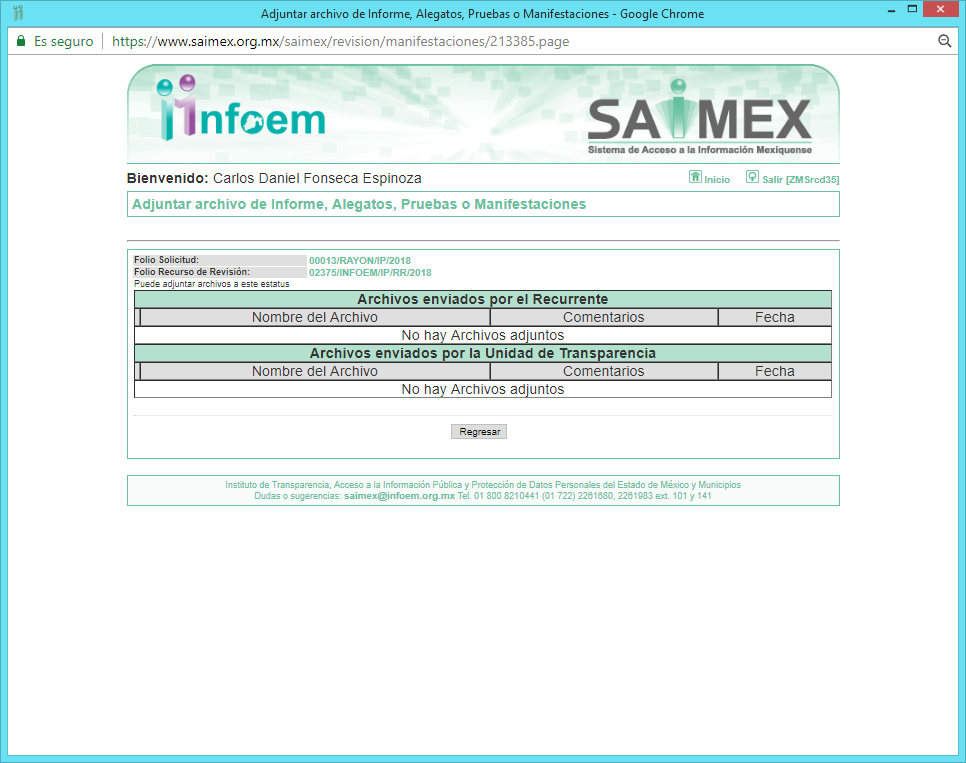 Adjuntar archivo de Informe, Alegatos, Pruebas o Manifestaciones - Google Chrome
Es seguro https://www.saimex.org.mx/saimex/revision/manifestaciones/213385.page
infoem
SAIMEX
Sistema de Acceso a la Información Mexiquense
Bienvenido: Carlos Daniel Fonseca Espinoza Inicio Salir [ZMSrcd35]
Adjuntar archivo de Informe, Alegatos, Pruebas o Manifestaciones
Folio Solicitud: 00013/RAYON/IP/2018
Folio Recurso de Revisión: 02375/INFOEM/IP/RR/2018
Puede adjuntar archivos a este estatus
Archivos enviados por el Recurrente
Nombre del Archivo Comentarios Fecha
No hay Archivos adjuntos
Archivos enviados por la Unidad de Transparencia
Nombre del Archivo Comentarios Fecha
No hay Archivos adjuntos
Regresar
Instituto de Transparencia, Acceso a la Información Pública y Protección de Datos Personales del Estado de México y Municipios
Dudas o sugerencias: saimex@infoem.org.mx Tel. 01 800 8210441 (01 722) 2261680, 2261983 ext. 101 y 141